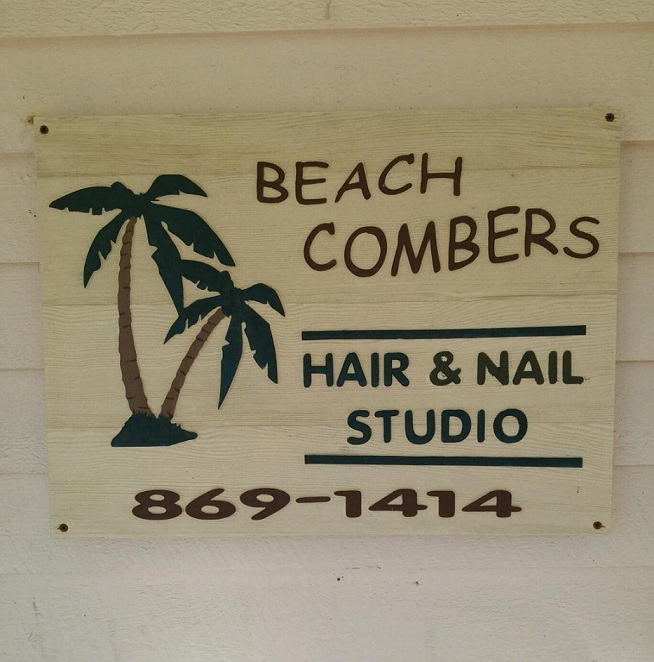 BEACH
COMBERS
HAIR & NAIL
STUDIO
869-1414